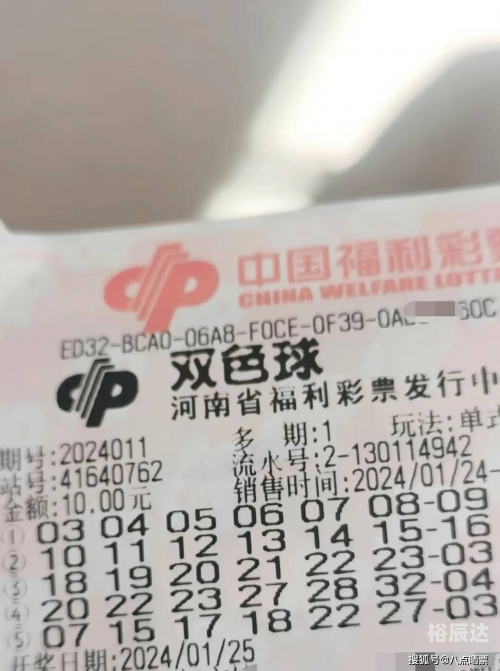 中国福利彩票
CHINA WELFARE LOTT
ED32-BCA0-06A8-F0CE-0F39-0A 60C
双色球
河南省福利彩票发行中
期号:2024011 多期:1 玩法:单式
站号:41640762 流水号:2-130114942
金额:10.00元 销售时间:2024/01/24-
① 03 04 05 06 07 08-09
② 10 11 12 13 14 15-16
③ 18 19 20 21 22 23-03
④ 20 22 23 27 28 32-04
⑤ 07 15 17 18 22 27-03
开奖日期:2024/01/25
裕辰达
搜狐号@八点喵票